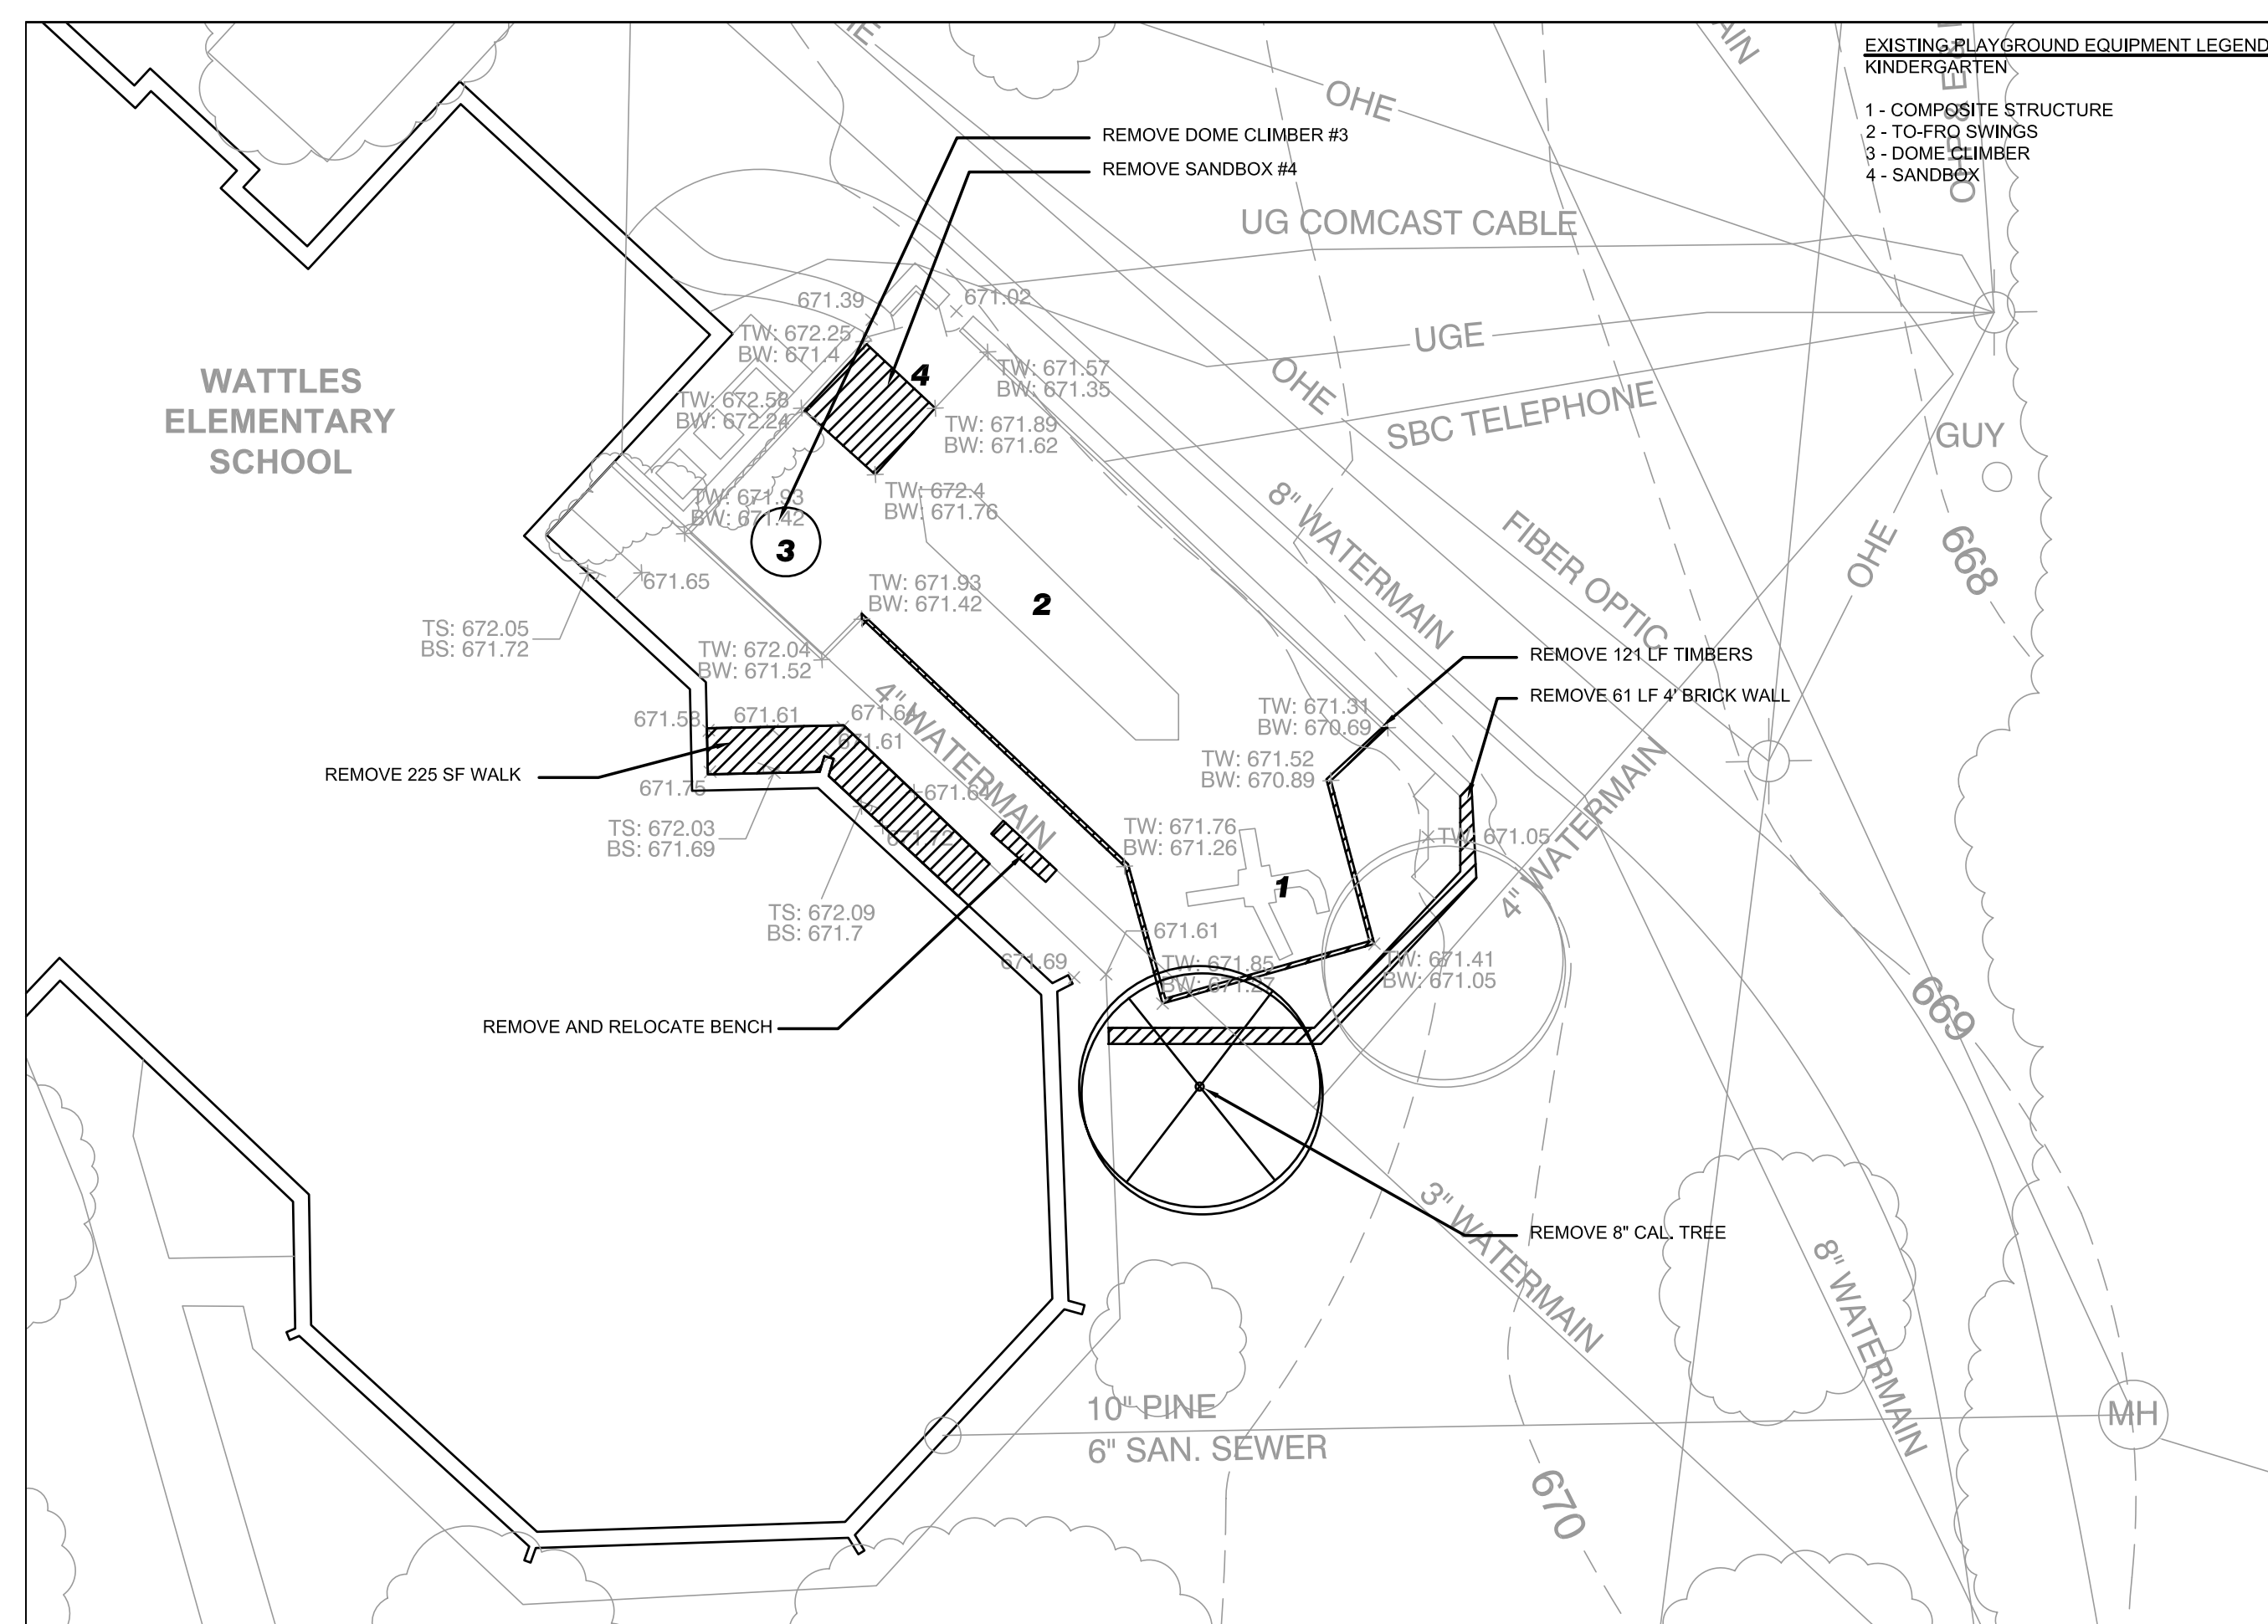 EXISTING PLAYGROUND EQUIPMENT LEGEND
KINDERGARTEN
1 - COMPOSITE STRUCTURE
2 - TO-FRO SWINGS
3 - DOME CLIMBER
4 - SANDBOX
OHE
REMOVE DOME CLIMBER #3
REMOVE SANDBOX #4
UG COMCAST CABLE
671.39
671.02
TW: 672.25
BW: 671.4
UGE
4
TW: 671.57
BW: 671.35
OHE
WATTLES
ELEMENTARY
SCHOOL
TW: 672.58
BW: 672.24
TW: 671.89
BW: 671.62
SBC TELEPHONE
GUY
TW: 671.93
BW: 671.42
TW: 672.4
BW: 671.76
8" WATERMAIN
FIBER OPTIC
OHE
668
3
671.65
TW: 671.93
BW: 671.42
2
TS: 672.05
BS: 671.72
TW: 672.04
BW: 671.52
REMOVE 121 LF TIMBERS
REMOVE 61 LF 4' BRICK WALL
4" WATERMAIN
671.58
671.61
671.64
671.61
TW: 671.31
BW: 670.69
TW: 671.52
BW: 670.89
REMOVE 225 SF WALK
671.75
671.64
TS: 672.03
BS: 671.69
671.72
TW: 671.76
BW: 671.26
TW: 671.05
4" WATERMAIN
1
TS: 672.09
BS: 671.7
671.61
671.69
TW: 671.85
BW: 671.27
TW: 671.41
BW: 671.05
669
REMOVE AND RELOCATE BENCH
3" WATERMAIN
REMOVE 8" CAL. TREE
8" WATERMAIN
10" PINE
6" SAN. SEWER
MH
670